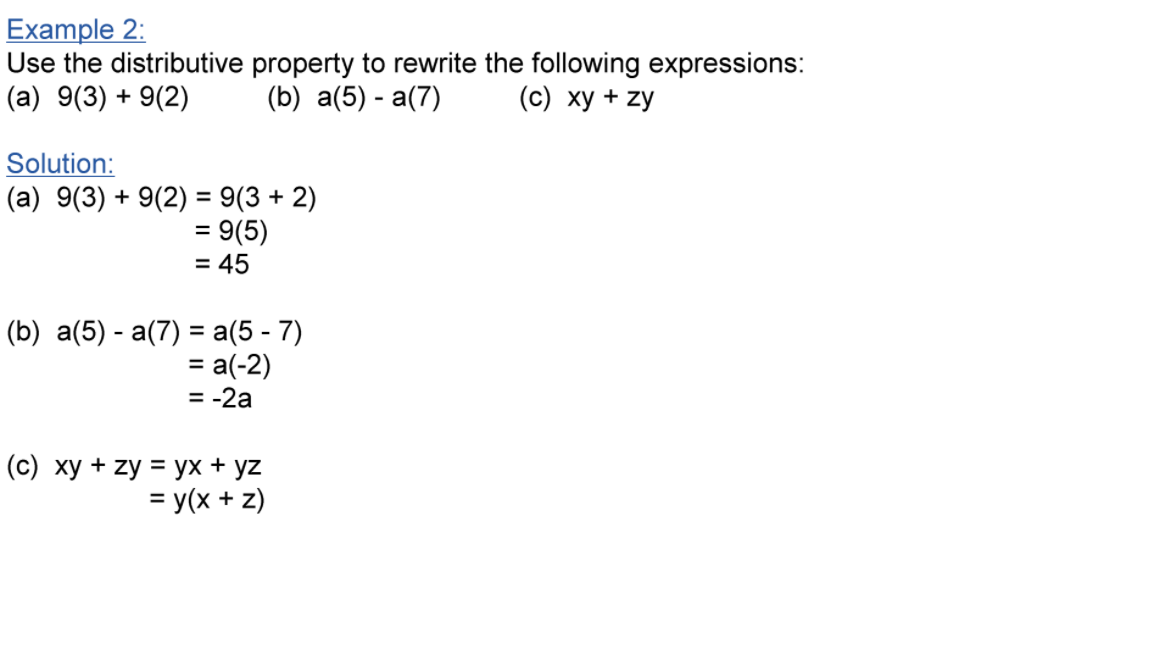 Example 2:
Use the distributive property to rewrite the following expressions:
(a) 9(3) + 9(2) (b) a(5) - a(7) (c) xy + zy
Solution:
(a) 9(3) + 9(2) = 9(3 + 2)
= 9(5)
= 45
(b) a(5) - a(7) = a(5 - 7)
= a(-2)
= -2a
(c) xy + zy = yx + yz
= y(x + z)